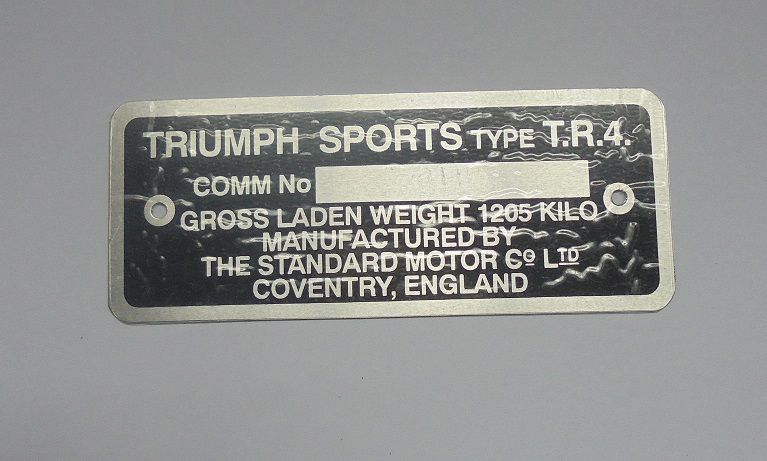 TRIUMPH SPORTS TYPE T.R.4.
COMM No
GROSS LADEN WEIGHT 1205 KILO
MANUFACTURED BY
THE STANDARD MOTOR Co LTD
COVENTRY, ENGLAND